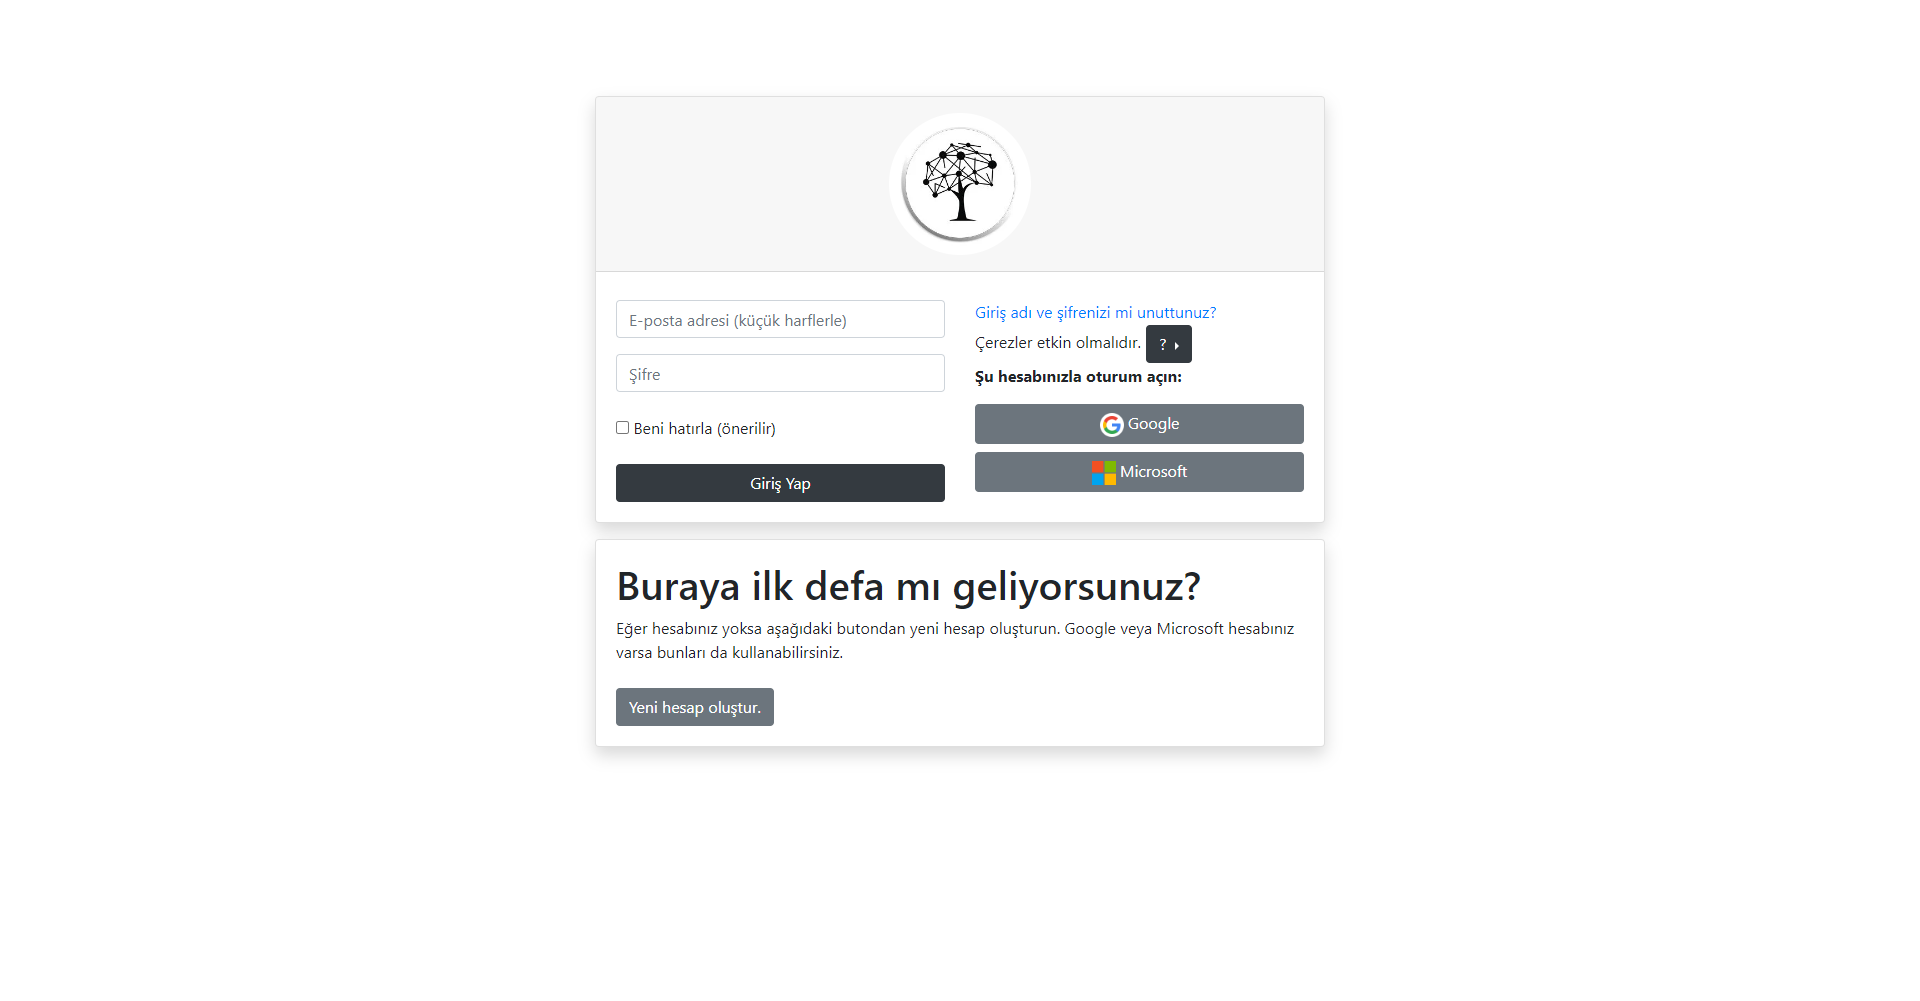 E-posta adresi (küçük harflerle)
Şifre
Beni hatırla (önerilir)
Giriş Yap
Giriş adı ve şifrenizi mi unuttunuz?
Çerezler etkin olmalıdır. ?
Şu hesabınızla oturum açın:
Google
Microsoft
Buraya ilk defa mı geliyorsunuz?
Eğer hesabınız yoksa aşağıdaki butondan yeni hesap oluşturun. Google veya Microsoft hesabınız
varsa bunları da kullanabilirsiniz.
Yeni hesap oluştur.